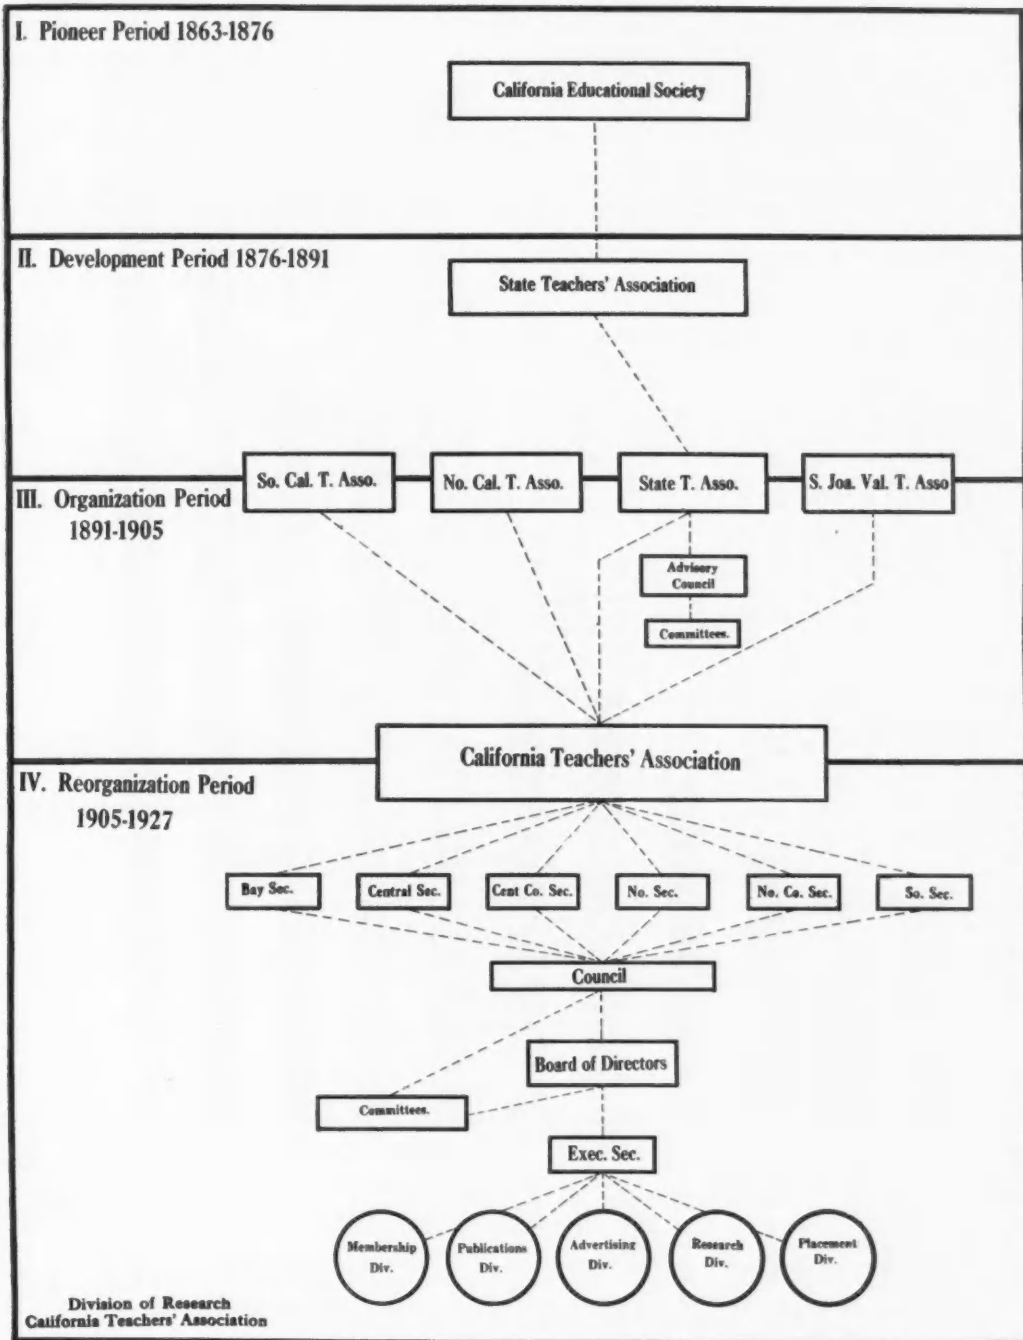 I. Pioneer Period 1863-1876
California Educational Society
II. Development Period 1876-1891
State Teachers' Association
So. Cal. T. Asso.
No. Cal. T. Asso.
State T. Asso.
S. Joa. Val. T. Asso
III. Organization Period
1891-1905
Advisory
Council
Committees.
California Teachers' Association
IV. Reorganization Period
1905-1927
Bay Sec.
Central Sec.
Cent Co. Sec.
No. Sec.
No. Co. Sec.
So. Sec.
Council
Board of Directors
Committees.
Exec. Sec.
Membership
Div.
Publications
Div.
Advertising
Div.
Research
Div.
Placement
Div.
Division of Research
California Teachers' Association